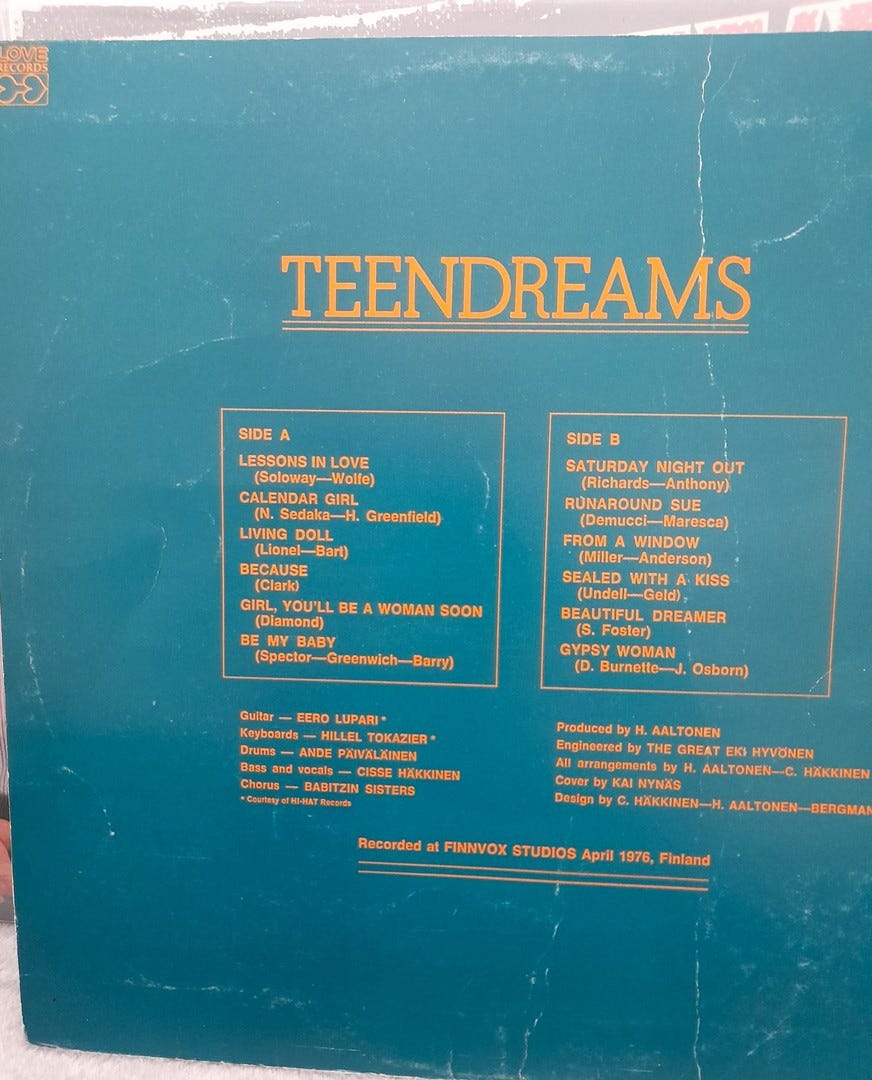 LOVE
RECORDS
TEENDREAMS
SIDE A
LESSONS IN LOVE
(Soloway—Wolfe)
CALENDAR GIRL
(N. Sedaka—H. Greenfield)
LIVING DOLL
(Lionel—Bart)
BECAUSE
(Clark)
GIRL, YOU'LL BE A WOMAN SOON
(Diamond)
BE MY BABY
(Spector—Greenwich—Barry)
SIDE B
SATURDAY NIGHT OUT
(Richards—Anthony)
RUNAROUND SUE
(Demucci—Maresca)
FROM A WINDOW
(Miller—Anderson)
SEALED WITH A KISS
(Undell—Geld)
BEAUTIFUL DREAMER
(S. Foster)
GYPSY WOMAN
(D. Burnette—J. Osborn)
Guitar — EERO LUPARI*
Keyboards — HILLEL TOKAZIER*
Drums — ANDE PÄIVÄLÄINEN
Bass and vocals — CISSE HÄKKINEN
Chorus — BABITZIN SISTERS
* Courtesy of HI-HAT Records
Produced by H. AALTONEN
Engineered by THE GREAT EKI HYVÖNEN
All arrangements by H. AALTONEN—C. HÄKKINEN
Cover by KAI NYNÄS
Design by C. HÄKKINEN—H. AALTONEN—BERGMAN
Recorded at FINNVOX STUDIOS April 1976, Finland